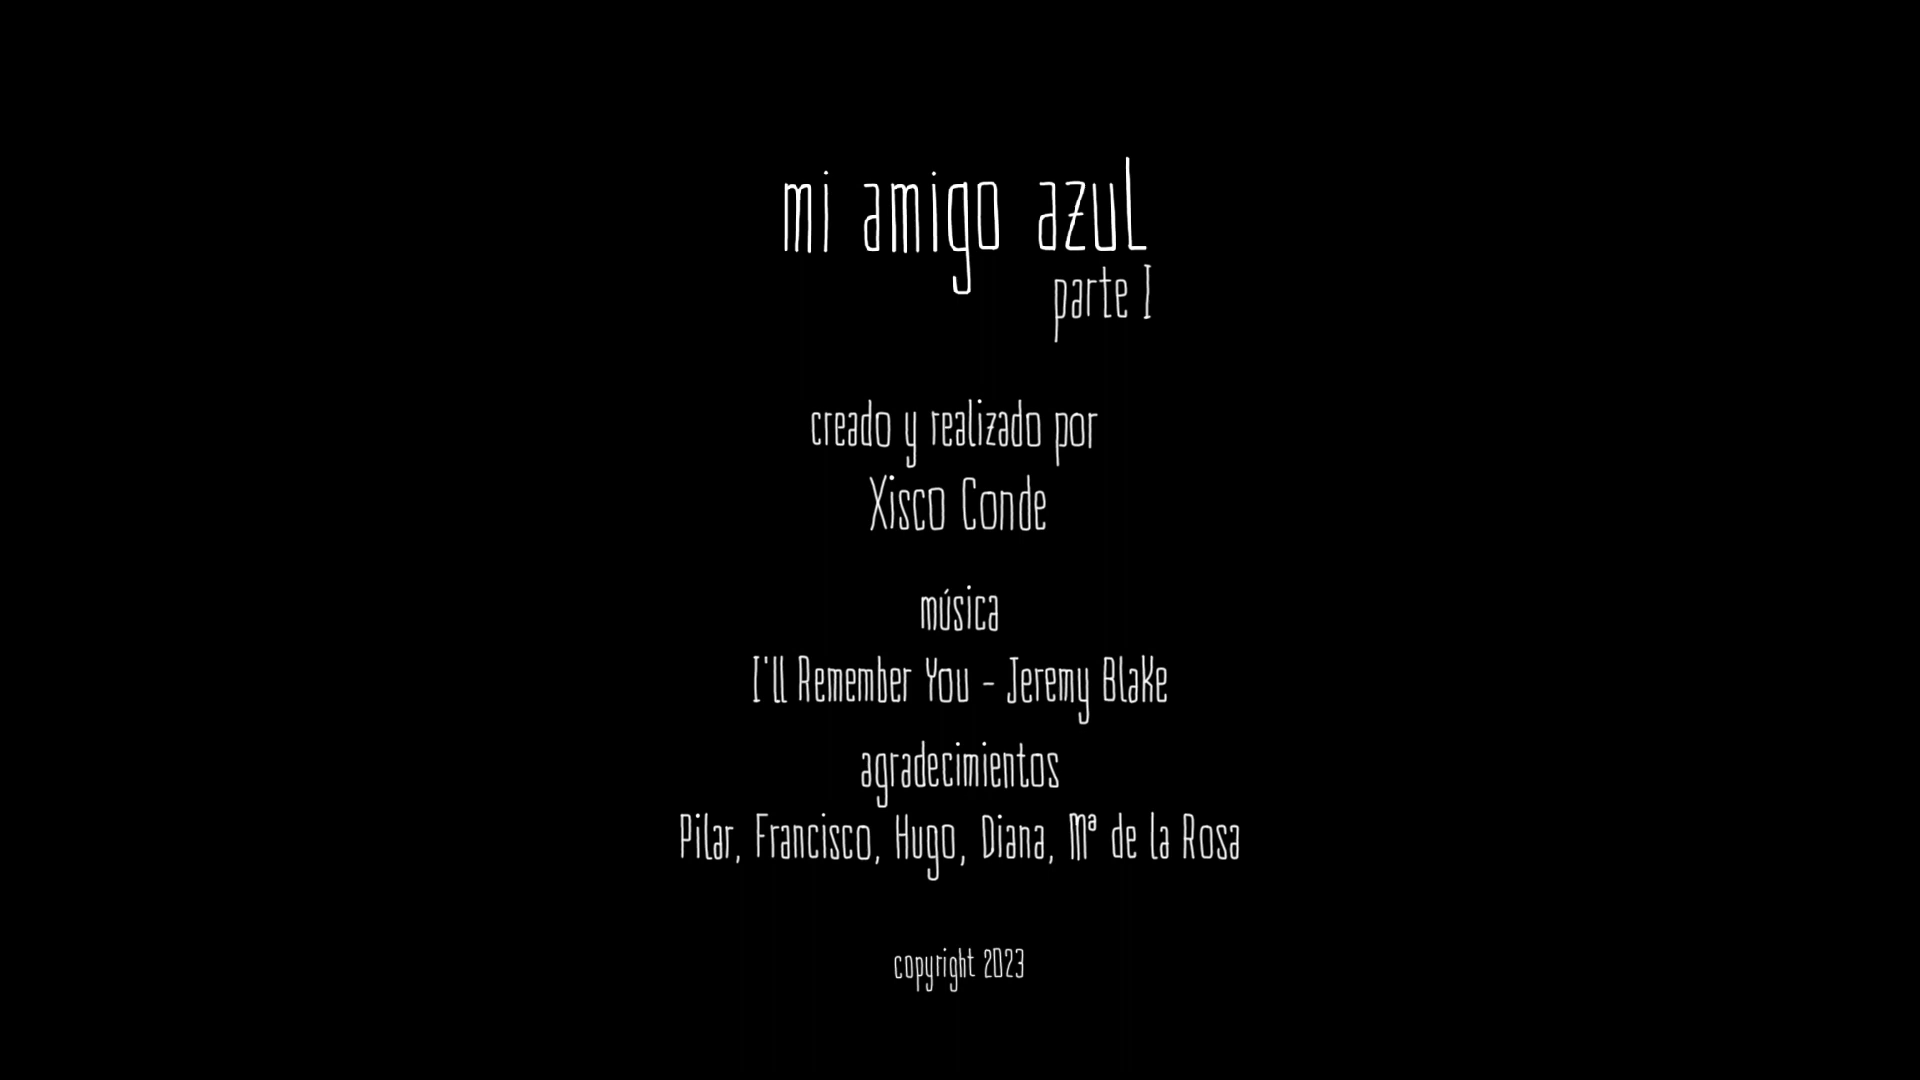 mi amigo azul
parte I
creado y realizado por
Xisco Conde
música
I'll Remember You - Jeremy Blake
agradecimientos
Pilar, Francisco, Hugo, Diana, Mª de la Rosa
copyright 2023